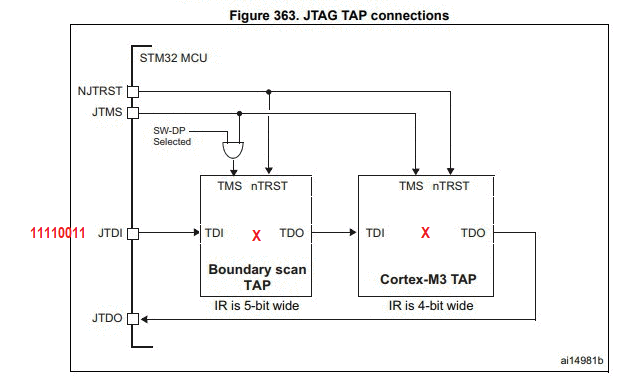 Figure 363. JTAG TAP connections
STM32 MCU
NJTRST
JTMS
SW-DP
Selected
TMS nTRST
TMS nTRST
11110011 JTDI
TDI X TDO
TDI X TDO
Boundary scan
TAP
Cortex-M3 TAP
IR is 5-bit wide
IR is 4-bit wide
JTDO
ai14981b